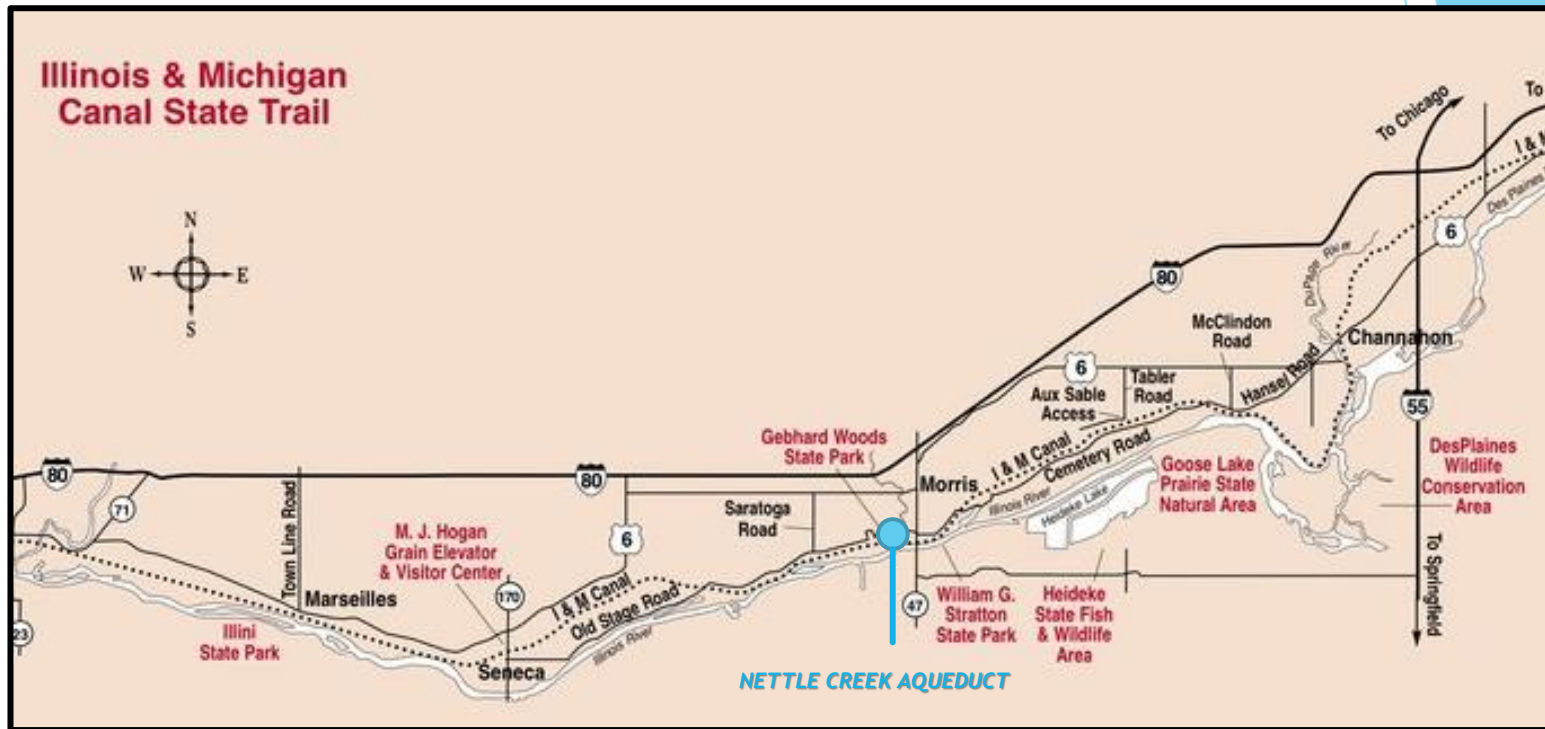 Illinois & Michigan
Canal State Trail
N
W
E
S
To Chicago
To
I & M
Des Plaines
6
DuPage River
80
McClindon
Road
Channahon
6
Tabler
Road
Hansel Road
Aux Sable
Access
55
Gebhard Woods
State Park
I & M Canal
Cemetery Road
DesPlaines
Wildlife
Conservation
Area
Goose Lake
Prairie State
Natural Area
Morris
Illinois River
Heideke Lake
80
80
71
Town Line Road
Saratoga
Road
6
M. J. Hogan
Grain Elevator
& Visitor Center
To Springfield
Marseilles
170
I & M Canal
Old Stage Road
47
William G.
Stratton
State Park
Heideke
State Fish
& Wildlife
Area
23
Illini
State Park
Illinois River
Seneca
NETTLE CREEK AQUEDUCT